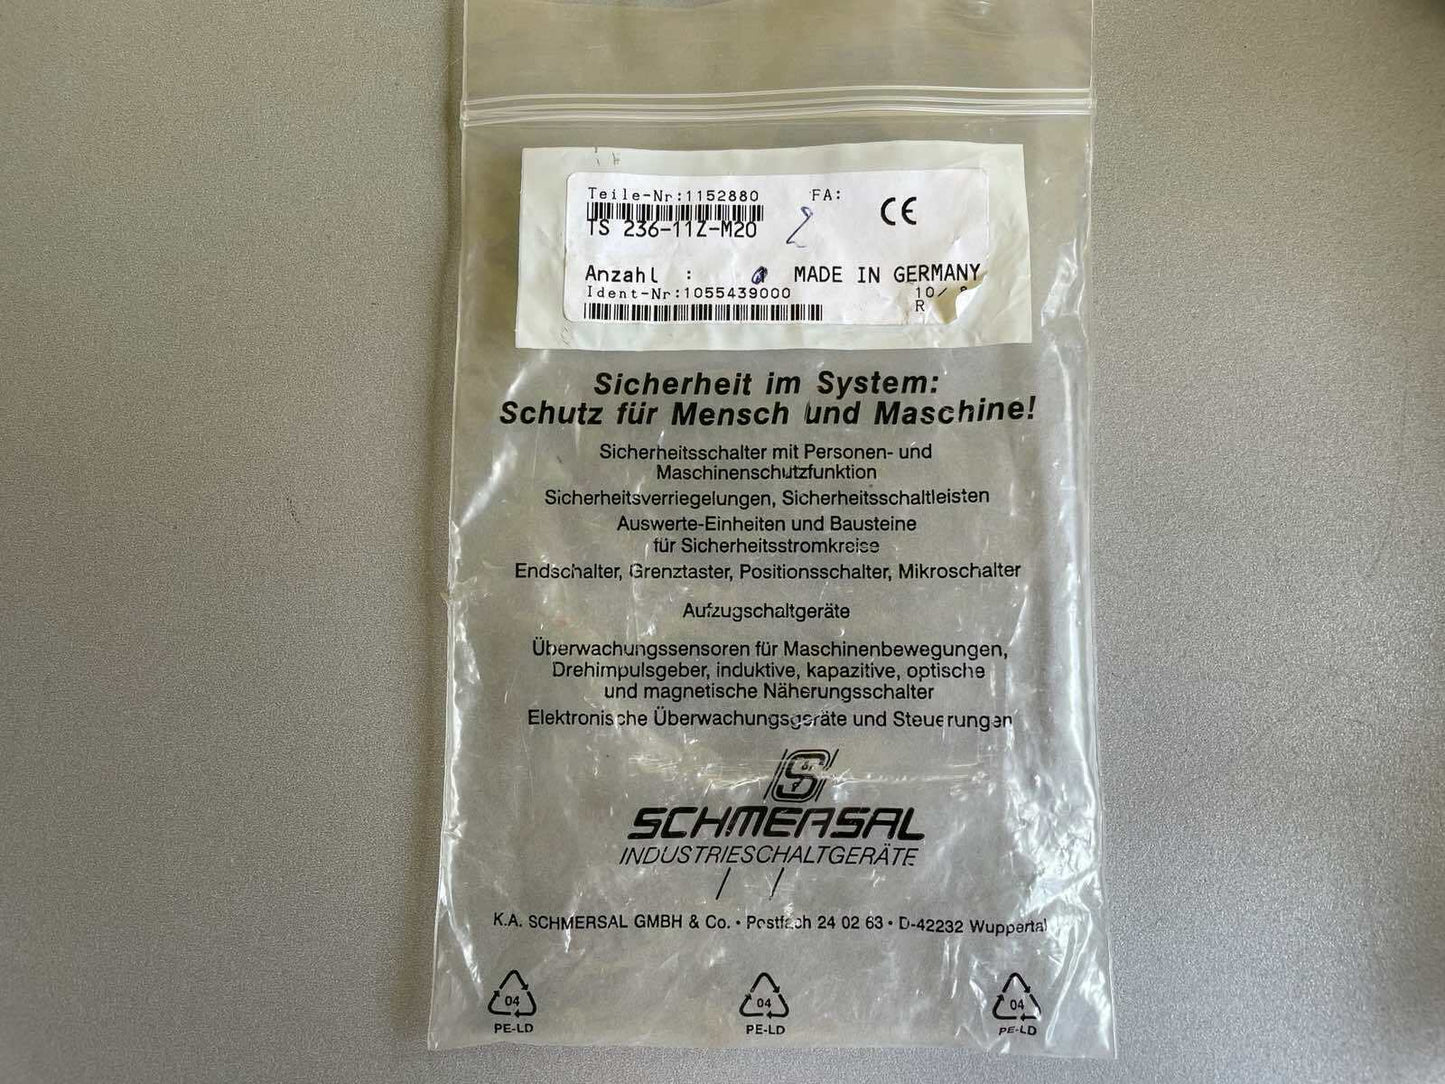 Teile-Nr:1152880 FA:
CE
TS 236-11Z-M20
Anzahl : MADE IN GERMANY
Ident-Nr:1055439000 10/
R
Sicherheit im System:
Schutz für Mensch und Maschine!
Sicherheitsschalter mit Personen- und
Maschinenschutzfunktion
Sicherheitsverriegelungen, Sicherheitsschaltleisten
Auswerte-Einheiten und Bausteine
für Sicherheitsstromkreise
Endschalter, Grenztaster, Positionsschalter, Mikroschalter
Aufzugschaltgeräte
Überwachungssensoren für Maschinenbewegungen,
Drehimpulsgeber, induktive, kapazitive, optische
und magnetische Näherungsschalter
Elektronische Überwachungsgeräte und Steuerungen
SCHMERSAL
INDUSTRIESCHALTGERÄTE
K.A. SCHMERSAL GMBH & Co. • Postfach 24 02 63 • D-42232 Wuppertal
04 04 04
PE-LD PE-LD PE-LD